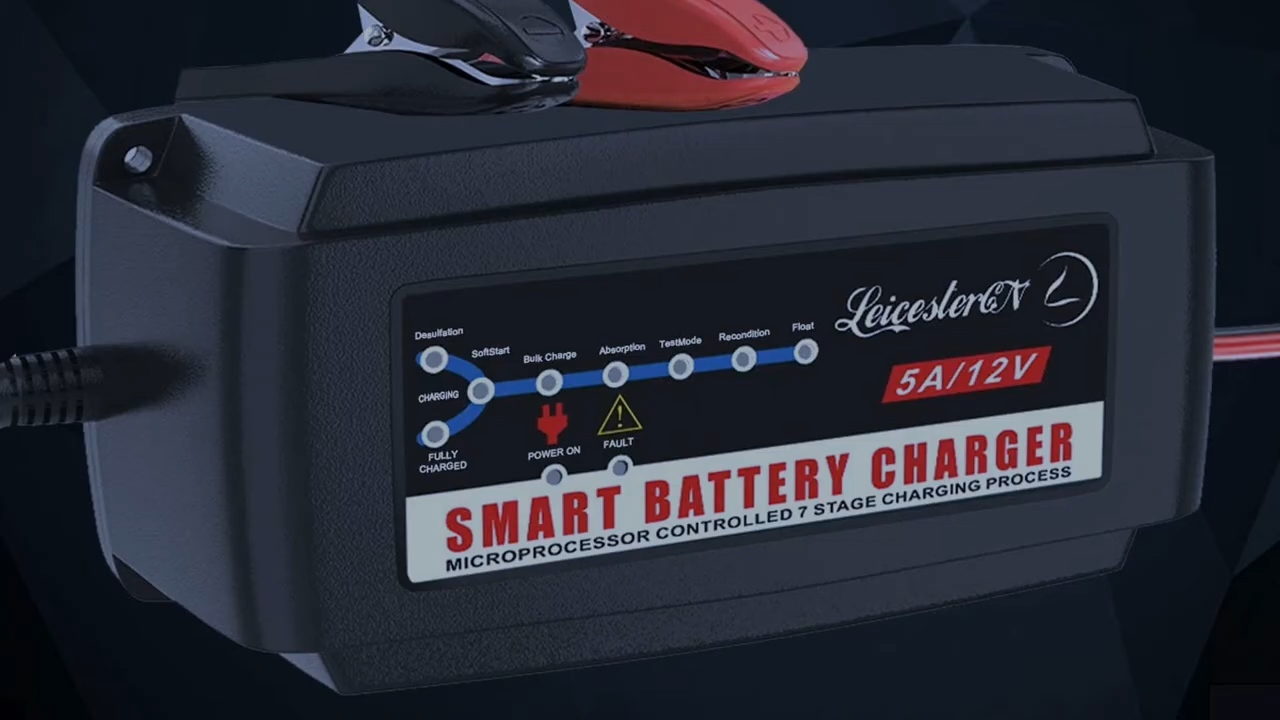 LeicesterCN
5A/12V
Desulfation
SoftStart
Bulk Charge
Absorption
TestMode
Recondition
Float
CHARGING
FULLY
CHARGED
POWER ON
FAULT
SMART BATTERY CHARGER
MICROPROCESSOR CONTROLLED 7 STAGE CHARGING PROCESS